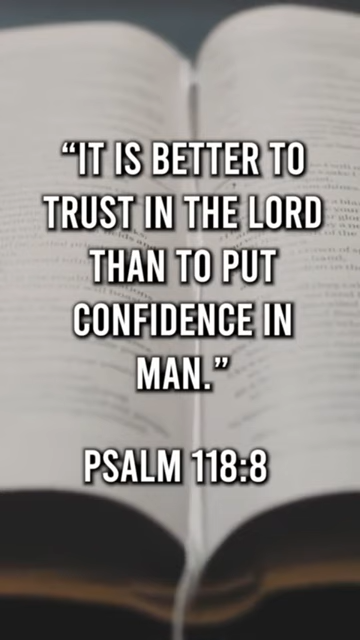 “IT IS BETTER TO
TRUST IN THE LORD
THAN TO PUT
CONFIDENCE IN
MAN.”
PSALM 118:8